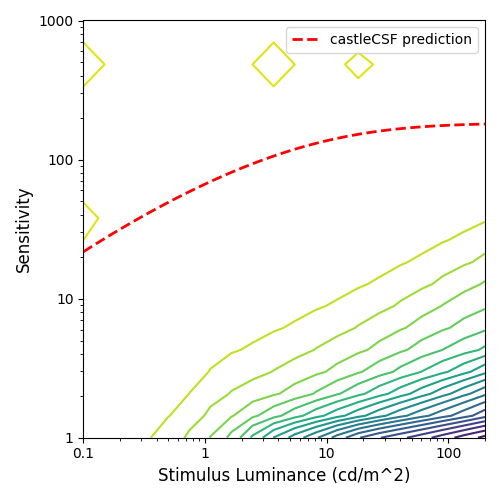 1000
castleCSF prediction
100
Sensitivity
10
1
0.1 1 10 100
Stimulus Luminance (cd/m^2)